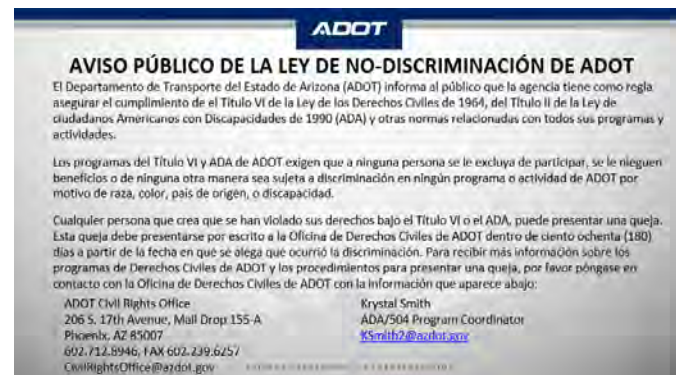 ADOT
AVISO PÚBLICO DE LA LEY DE NO-DISCRIMINACIÓN DE ADOT
El Departamento de Transporte del Estado de Arizona (ADOT) informa al público que la agencia tiene como regla
asegurar el cumplimiento de el Título VI de la Ley de los Derechos Civiles de 1964, del Título II de la Ley de
ciudadanos Americanos con Discapacidades de 1990 (ADA) y otras normas relacionadas con todos sus programas y
actividades.
Los programas del Título VI y ADA de ADOT exigen que a ninguna persona se le excluya de participar, se le nieguen
beneficios o de ninguna otra manera sea sujeta a discriminación en ningún programa o actividad de ADOT por
motivo de raza, color, país de origen, o discapacidad.
Cualquier persona que crea que se han violado sus derechos bajo el Título VI o el ADA, puede presentar una queja.
Esta queja debe presentarse por escrito a la Oficina de Derechos Civiles de ADOT dentro de ciento ochenta (180)
días a partir de la fecha en que se alega que ocurrió la discriminación. Para recibir más información sobre los
programas de Derechos Civiles de ADOT y los procedimientos para presentar una queja, por favor póngase en
contacto con la Oficina de Derechos Civiles de ADOT con la información que aparece abajo:
ADOT Civil Rights Office
206 S. 17th Avenue, Mail Drop 155-A
Phoenix, AZ 85007
602.712.8946, FAX 602.239.6257
CivilRightsOffice@azdot.gov
Krystal Smith
ADA/504 Program Coordinator
KSmith2@azdot.gov